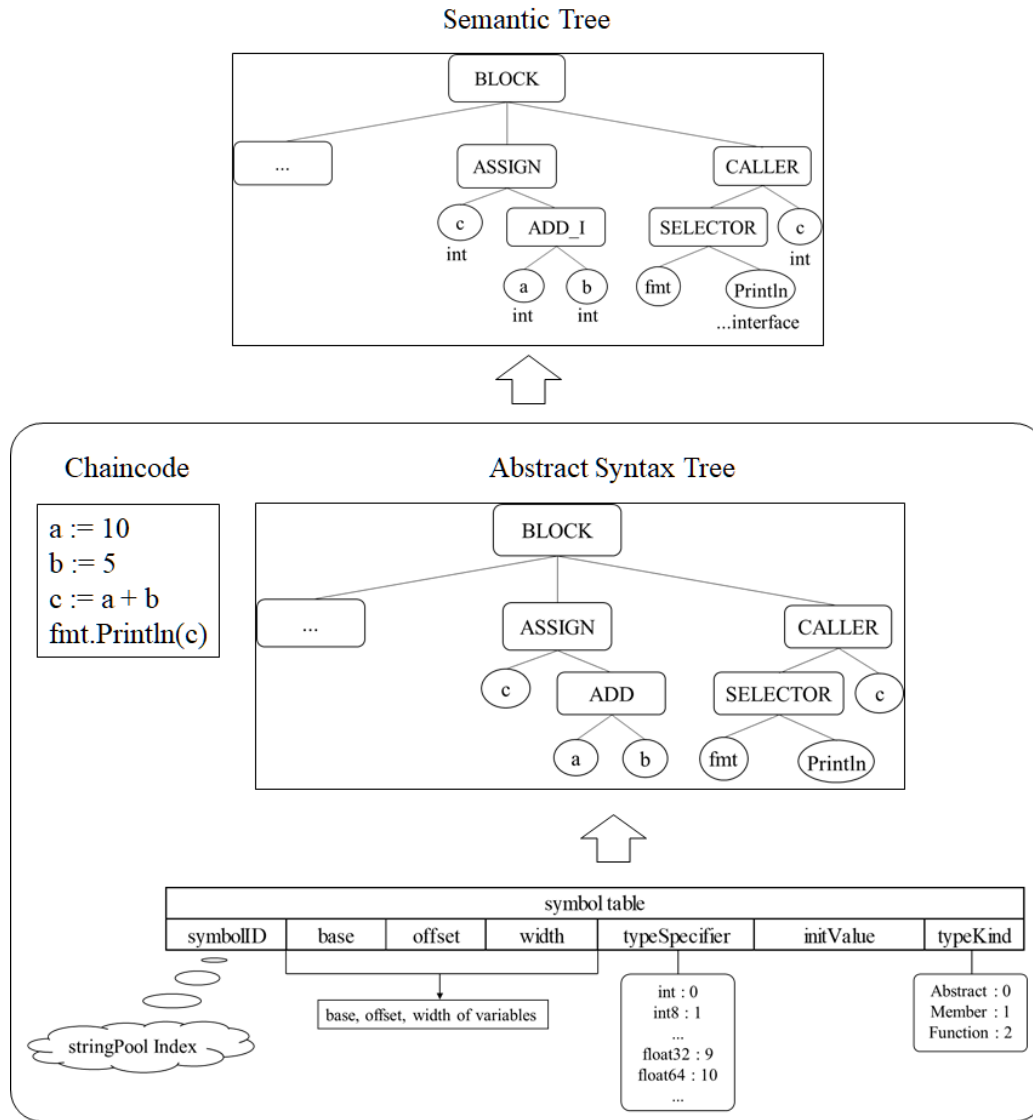 Semantic Tree
BLOCK
...
ASSIGN
CALLER
c
ADD_I
SELECTOR
c
int
int
a
b
fmt
Println
int
int
...interface
Chaincode
Abstract Syntax Tree
a := 10
b := 5
c := a + b
fmt.Println(c)
BLOCK
...
ASSIGN
CALLER
c
ADD
SELECTOR
c
a
b
fmt
Println
symbol table
symbolID base offset width typeSpecifier initValue typeKind
stringPool Index
base, offset, width of variables
int : 0
int8 : 1
...
float32 : 9
float64 : 10
...
Abstract : 0
Member : 1
Function : 2